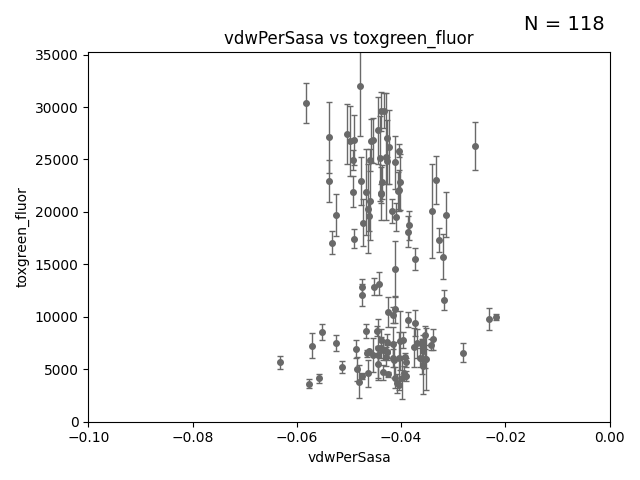 N = 118
vdwPerSasa vs toxgreen_fluor
35000
30000
25000
20000
15000
10000
5000
0
toxgreen_fluor
−0.10 −0.08 −0.06 −0.04 −0.02 0.00
vdwPerSasa